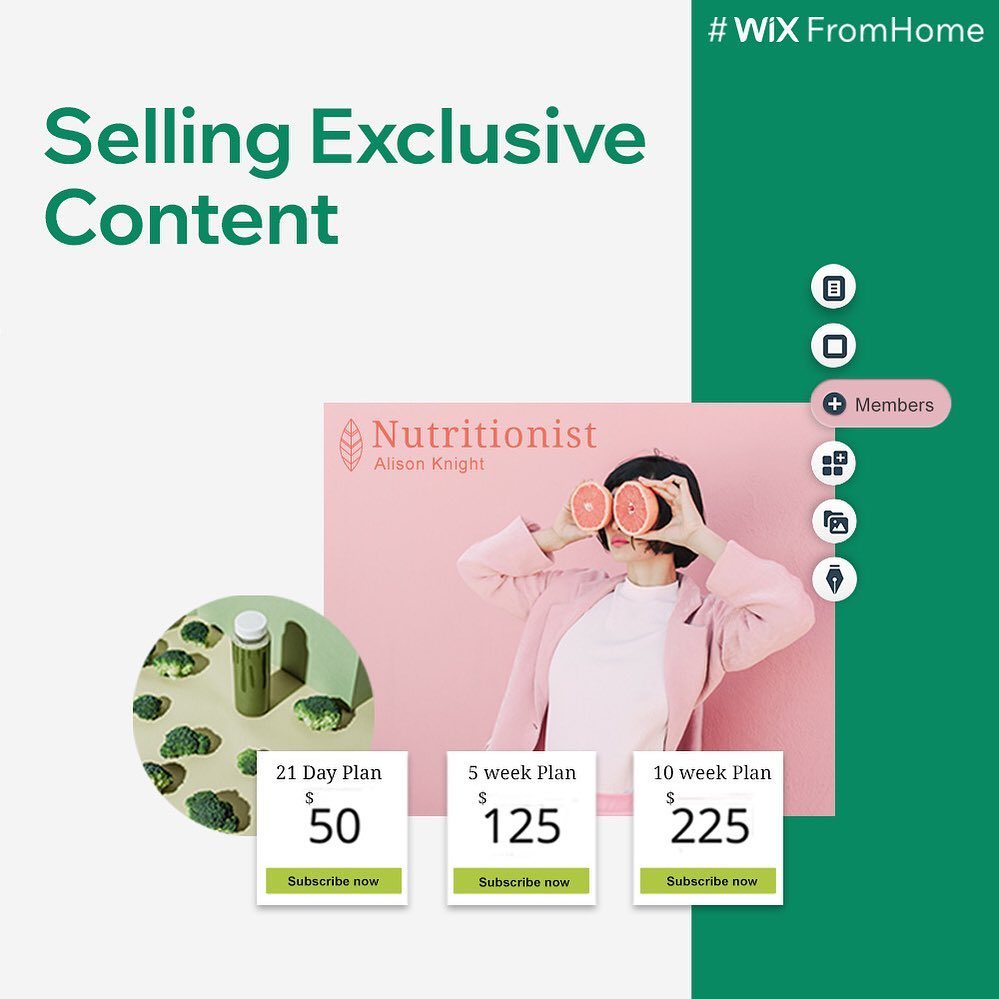 # WiX FromHome
Selling Exclusive
Content
Members
Nutritionist
Alison Knight
21 Day Plan
$
50
Subscribe now
5 week Plan
$
125
Subscribe now
10 week Plan
$
225
Subscribe now